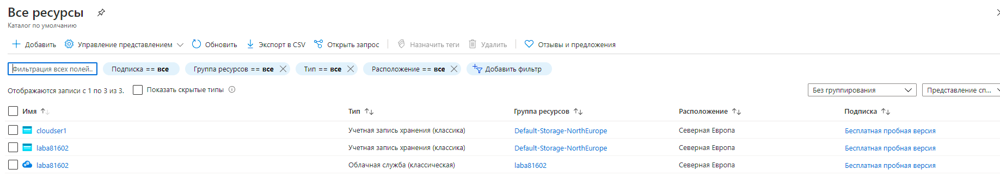 Все ресурсы
Каталог по умолчанию
Добавить Управление представлением Обновить Экспорт в CSV Открыть запрос Назначить теги Удалить Отзывы и предложения
Фильтрация всех полей.. Подписка == все Группа ресурсов == все Тип == все Расположение == все Добавить фильтр
Отображаются записи с 1 по 3 из 3. Показать скрытые типы Без группирования Представление сп...
Имя Тип Группа ресурсов Расположение Подписка
cloudser1 Учетная запись хранения (классика) Default-Storage-NorthEurope Северная Европа Бесплатная пробная версия
laba81602 Учетная запись хранения (классика) Default-Storage-NorthEurope Северная Европа Бесплатная пробная версия
laba81602 Облачная служба (классическая) laba81602 Северная Европа Бесплатная пробная версия